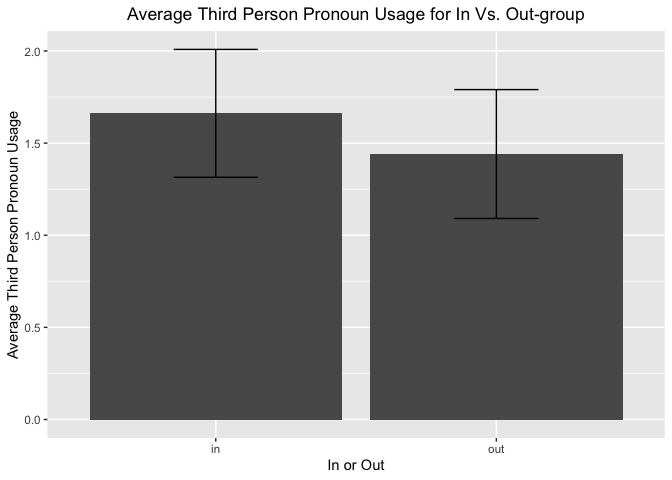 Average Third Person Pronoun Usage for In Vs. Out-group
Average Third Person Pronoun Usage
2.0
1.5
1.0
0.5
0.0
in
out
In or Out